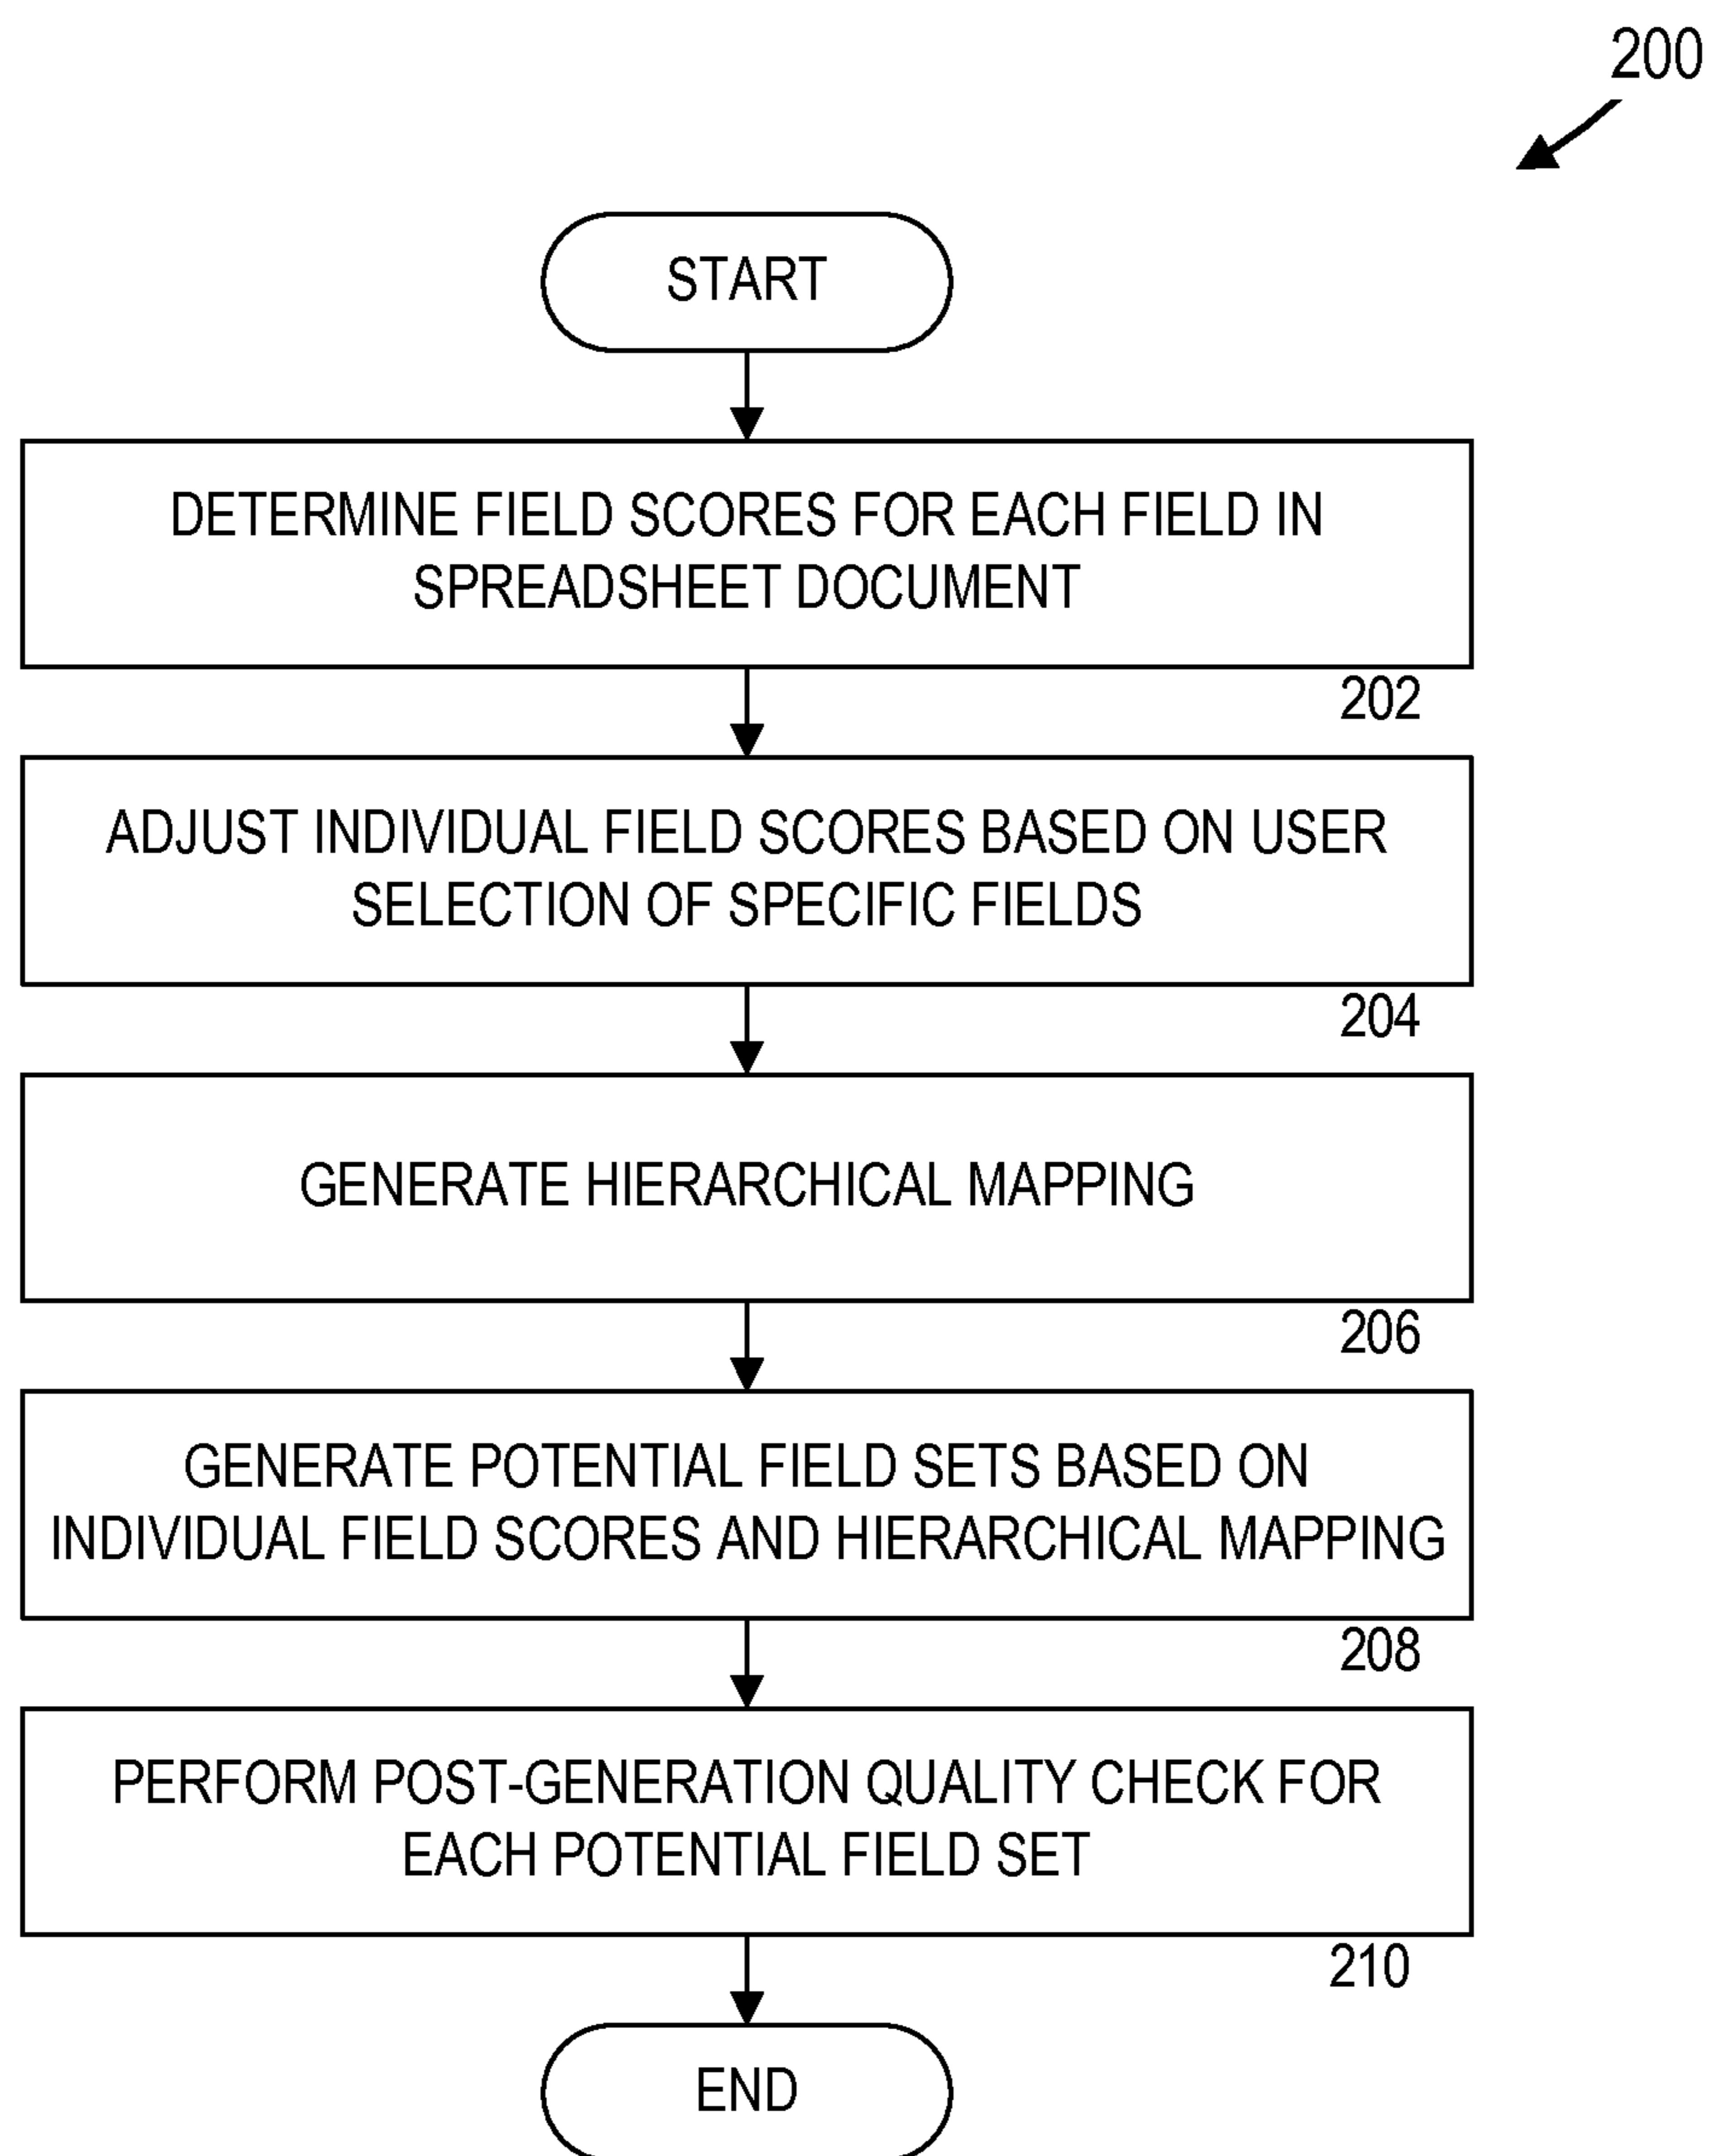 200
START
DETERMINE FIELD SCORES FOR EACH FIELD IN
SPREADSHEET DOCUMENT
202
ADJUST INDIVIDUAL FIELD SCORES BASED ON USER
SELECTION OF SPECIFIC FIELDS
204
GENERATE HIERARCHICAL MAPPING
206
GENERATE POTENTIAL FIELD SETS BASED ON
INDIVIDUAL FIELD SCORES AND HIERARCHICAL MAPPING
208
PERFORM POST-GENERATION QUALITY CHECK FOR
EACH POTENTIAL FIELD SET
210
END